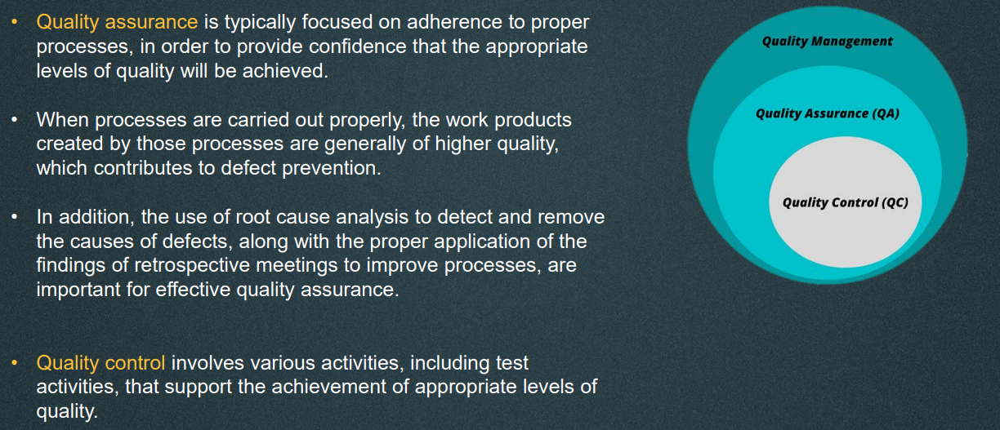 • Quality assurance is typically focused on adherence to proper
processes, in order to provide confidence that the appropriate
levels of quality will be achieved.
• When processes are carried out properly, the work products
created by those processes are generally of higher quality,
which contributes to defect prevention.
• In addition, the use of root cause analysis to detect and remove
the causes of defects, along with the proper application of the
findings of retrospective meetings to improve processes, are
important for effective quality assurance.
• Quality control involves various activities, including test
activities, that support the achievement of appropriate levels of
quality.
Quality Management
Quality Assurance (QA)
Quality Control (QC)